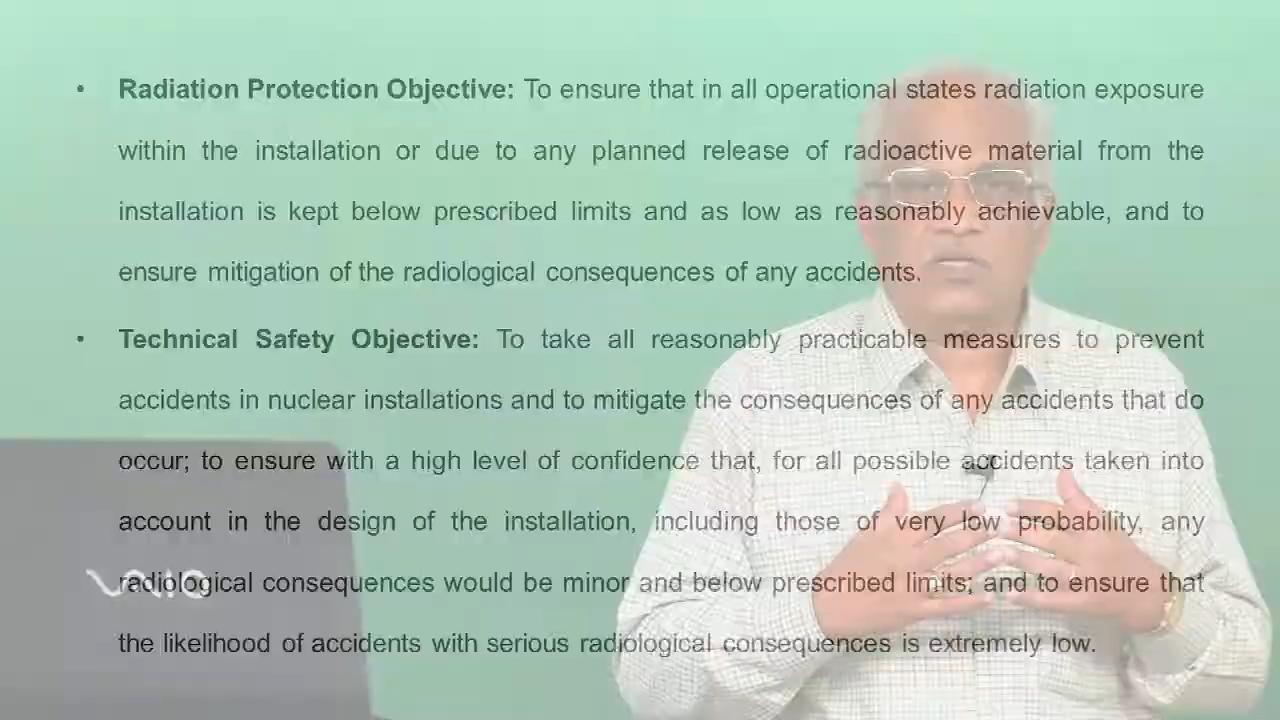 • Radiation Protection Objective: To ensure that in all operational states radiation exposure
within the installation or due to any planned release of radioactive material from the
installation is kept below prescribed limits and as low as reasonably achievable, and to
ensure mitigation of the radiological consequences of any accidents.
• Technical Safety Objective: To take all reasonably practicable measures to prevent
accidents in nuclear installations and to mitigate the consequences of any accidents that do
occur; to ensure with a high level of confidence that, for all possible accidents taken into
account in the design of the installation, including those of very low probability, any
radiological consequences would be minor and below prescribed limits; and to ensure that
the likelihood of accidents with serious radiological consequences is extremely low.
VAIO